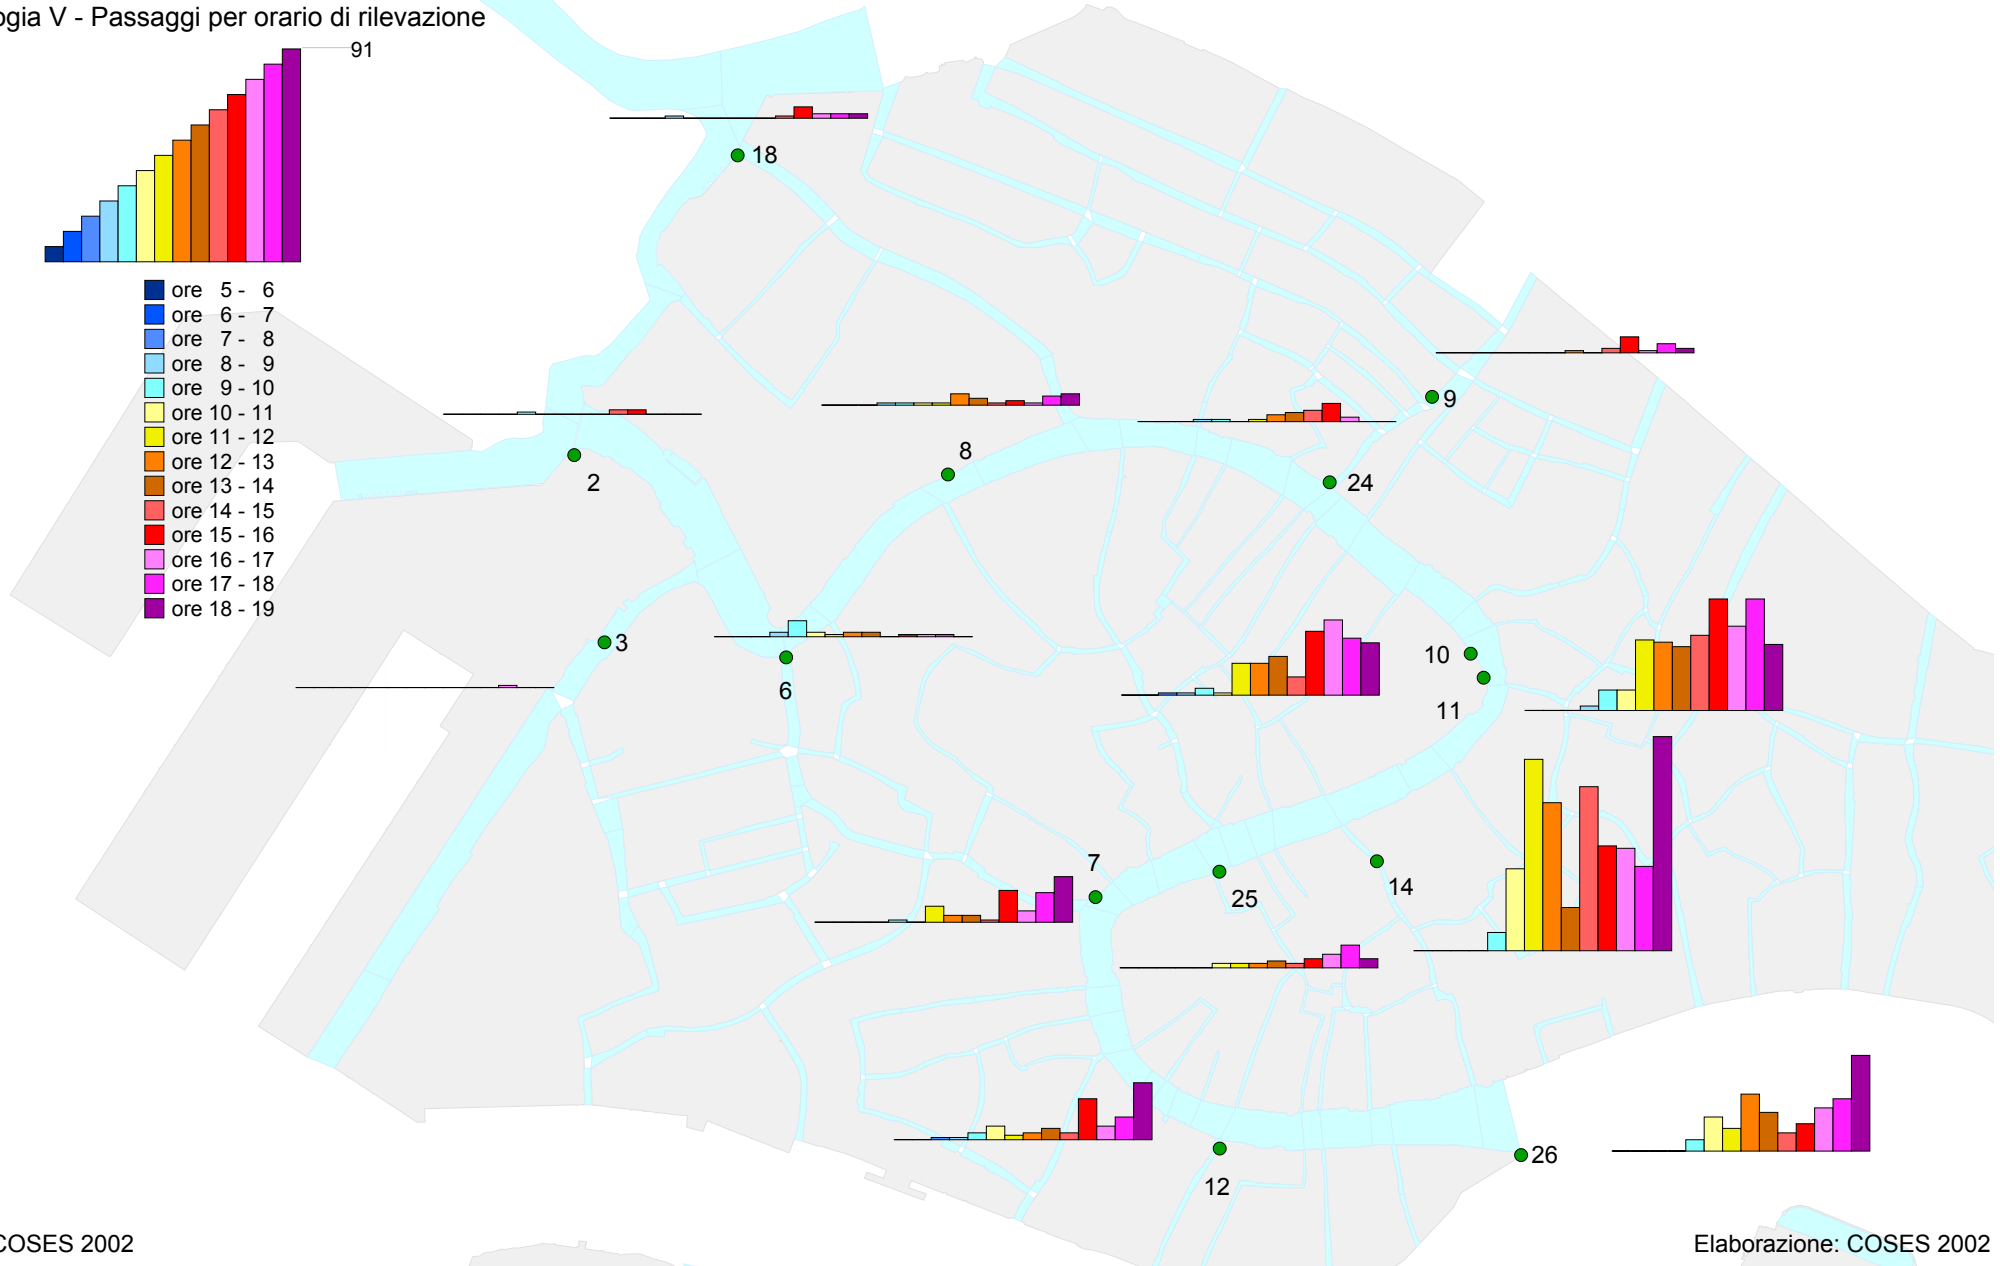 ogia V - Passaggi per orario di rilevazione
91
ore 5 - 6
ore 6 - 7
ore 7 - 8
ore 8 - 9
ore 9 - 10
ore 10 - 11
ore 11 - 12
ore 12 - 13
ore 13 - 14
ore 14 - 15
ore 15 - 16
ore 16 - 17
ore 17 - 18
ore 18 - 19
18
9
8
2
24
3
10
6
11
7
25
14
26
12
COSES 2002
Elaborazione: COSES 2002